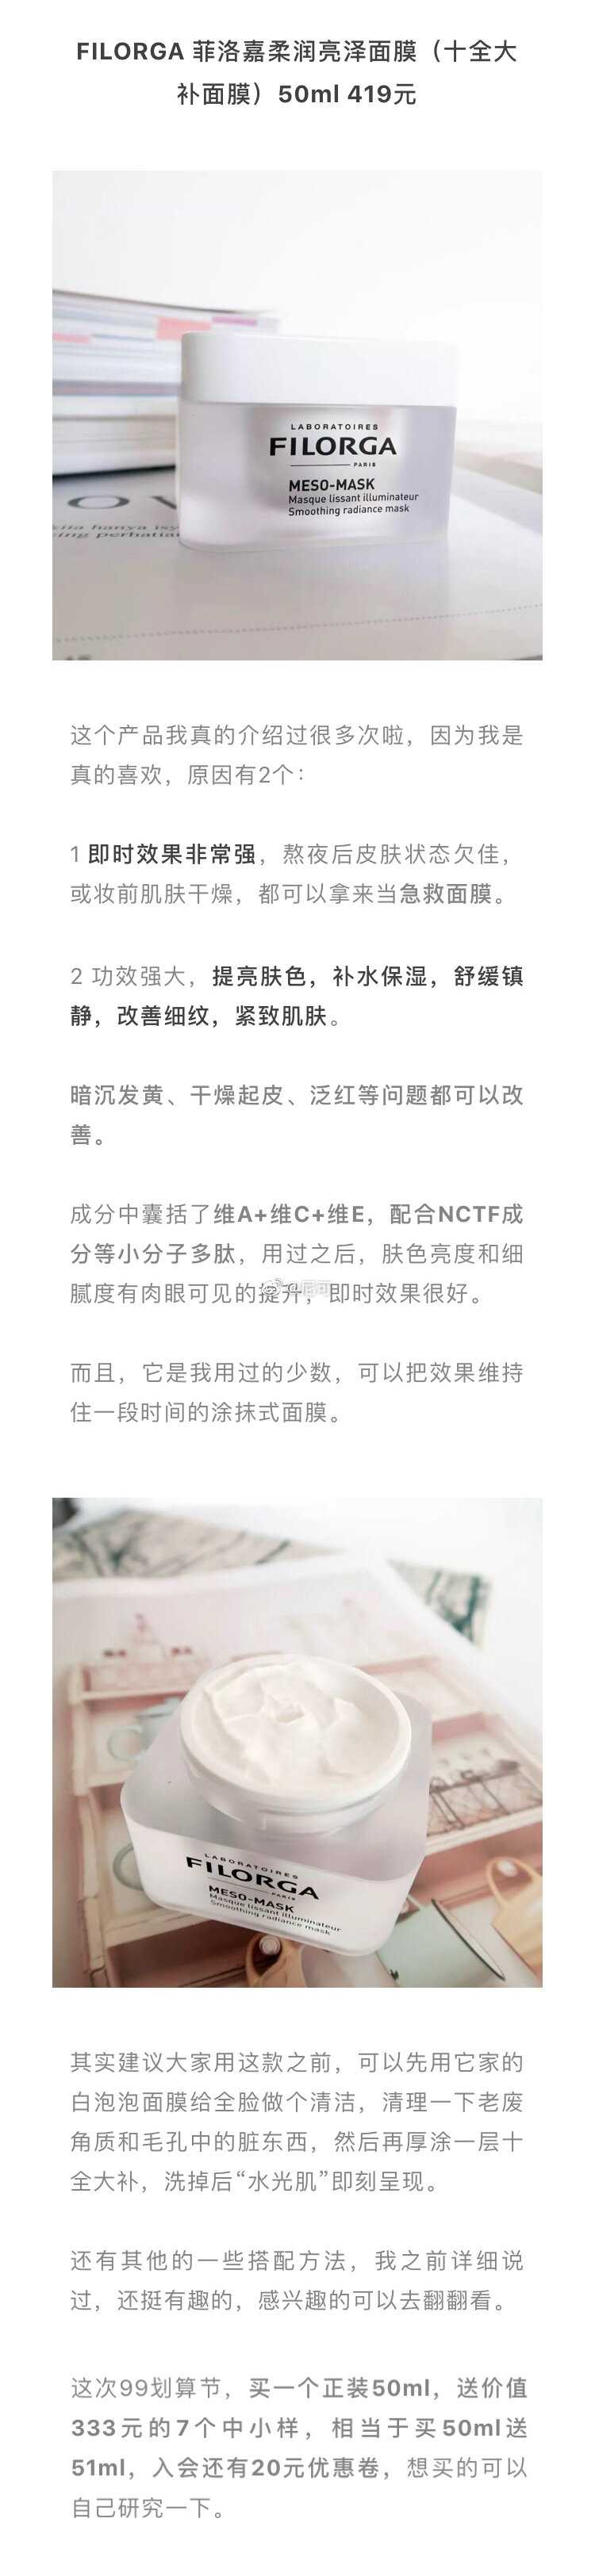 FILORGA 菲洛嘉柔润亮泽面膜（十全大
补面膜）50ml 419元
LABORATOIRES
FILORGA
PARIS
MESO-MASK
Masque lissant illuminateur
Smoothing radiance mask
这个产品我真的介绍过很多次啦，因为我是
真的喜欢，原因有2个：
1 即时效果非常强，熬夜后皮肤状态欠佳，
或妆前肌肤干燥，都可以拿来当急救面膜。
2 功效强大，提亮肤色，补水保湿，舒缓镇
静，改善细纹，紧致肌肤。
暗沉发黄、干燥起皮、泛红等问题都可以改
善。
成分中囊括了维A+维C+维E，配合NCTF成
分等小分子多肽，用过之后，肤色亮度和细
腻度有肉眼可见的提升，即时效果很好。
而且，它是我用过的少数，可以把效果维持
住一段时间的涂抹式面膜。
LABORATOIRES
FILORGA
PARIS
MESO-MASK
Masque lissant illuminateur
Smoothing radiance mask
其实建议大家用这款之前，可以先用它家的
白泡泡面膜给全脸做个清洁，清理一下老废
角质和毛孔中的脏东西，然后再厚涂一层十
全大补，洗掉后“水光肌”即刻呈现。
还有其他的一些搭配方法，我之前详细说
过，还挺有趣的，感兴趣的可以去翻翻看。
这次99划算节，买一个正装50ml，送价值
333元的7个中小样，相当于买50ml送
51ml，入会还有20元优惠卷，想买的可以
自己研究一下。